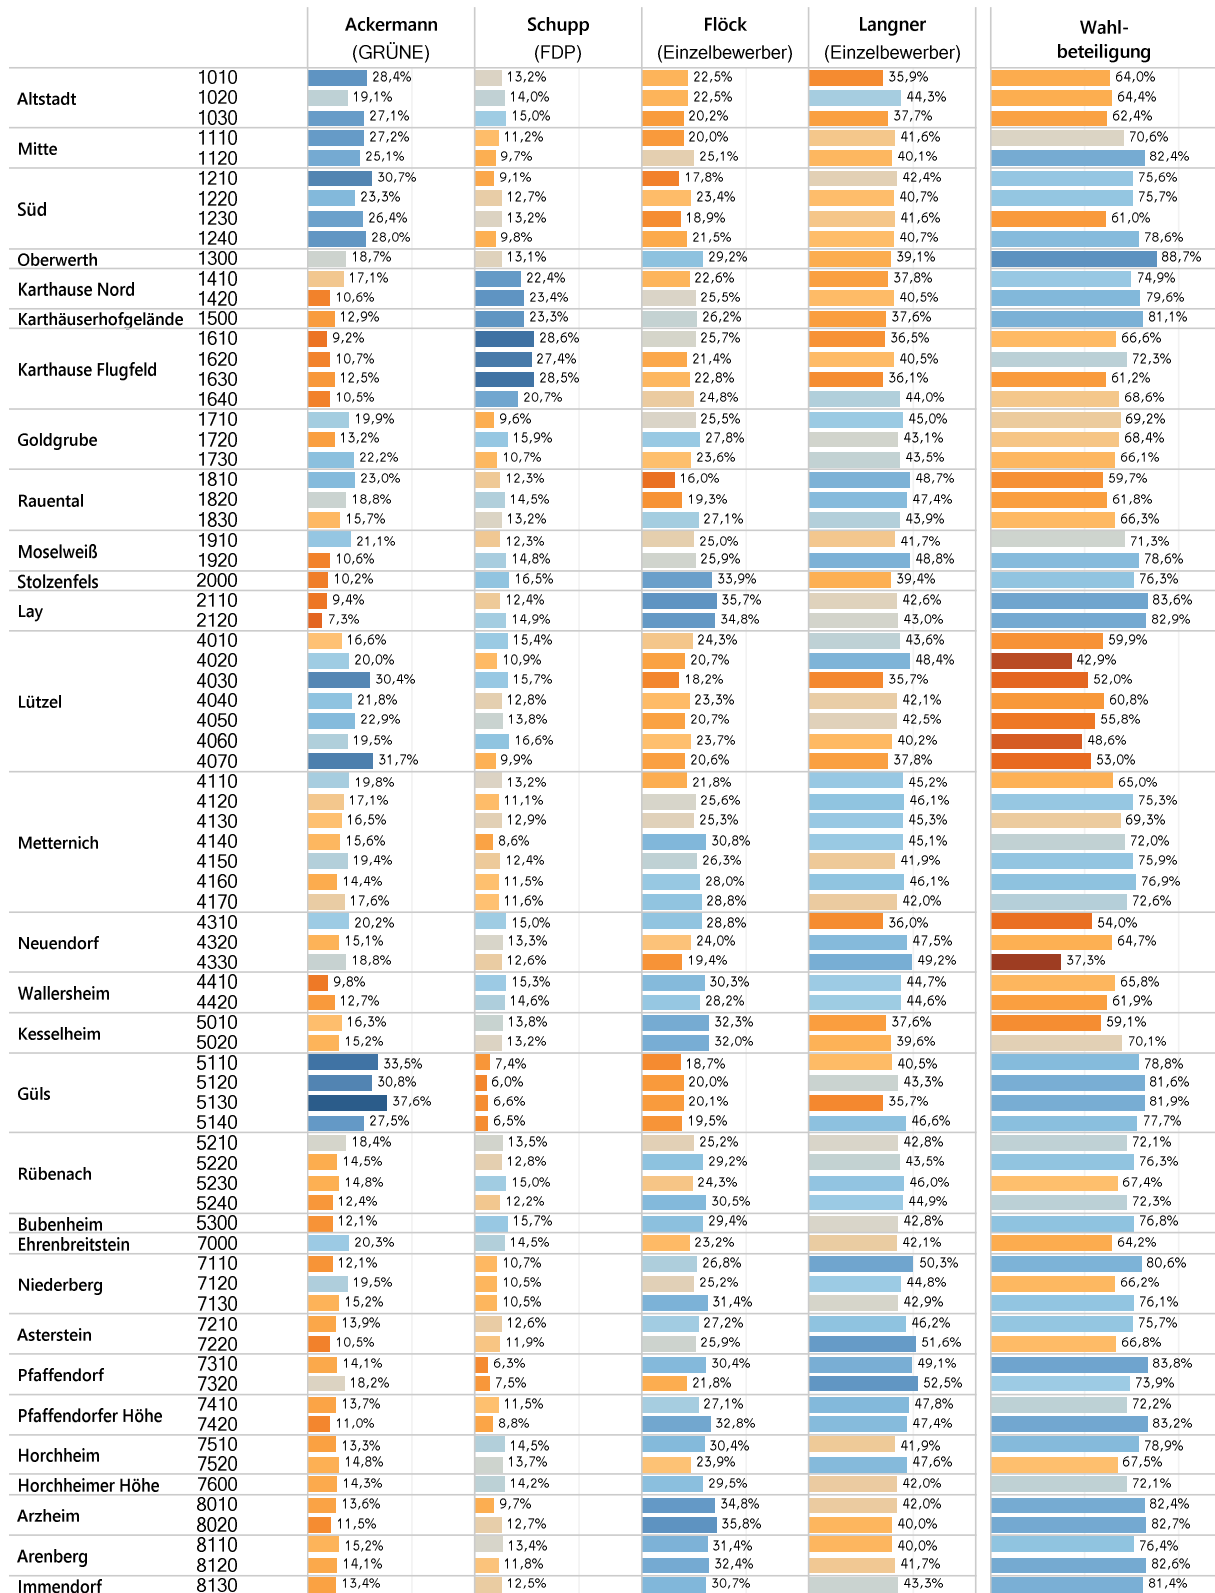 Ackermann Schupp Flöck Langner Wahl-
(GRÜNE) (FDP) (Einzelbewerber) (Einzelbewerber) beteiligung
1010 28,4% 13,2% 22,5% 35,9% 64,0%
Altstadt 1020 19,1% 14,0% 22,5% 44,3% 64,4%
1030 27,1% 15,0% 20,2% 37,7% 62,4%
Mitte 1110 27,2% 11,2% 20,0% 41,6% 70,6%
1120 25,1% 9,7% 25,1% 40,1% 82,4%
1210 30,7% 9,1% 17,8% 42,4% 75,6%
Süd 1220 23,3% 12,7% 23,4% 40,7% 75,7%
1230 26,4% 13,2% 18,9% 41,6% 61,0%
1240 28,0% 9,8% 21,5% 40,7% 78,6%
Oberwerth 1300 18,7% 13,1% 29,2% 39,1% 88,7%
Karthause Nord 1410 17,1% 22,4% 22,6% 37,8% 74,9%
1420 10,6% 23,4% 25,5% 40,5% 79,6%
Karthäuserhofgelände 1500 12,9% 23,3% 26,2% 37,6% 81,1%
1610 9,2% 28,6% 25,7% 36,5% 66,6%
Karthause Flugfeld 1620 10,7% 27,4% 21,4% 40,5% 72,3%
1630 12,5% 28,5% 22,8% 36,1% 61,2%
1640 10,5% 20,7% 24,8% 44,0% 68,6%
1710 19,9% 9,6% 25,5% 45,0% 69,2%
Goldgrube 1720 13,2% 15,9% 27,8% 43,1% 68,4%
1730 22,2% 10,7% 23,6% 43,5% 66,1%
1810 23,0% 12,3% 16,0% 48,7% 59,7%
Rauental 1820 18,8% 14,5% 19,3% 47,4% 61,8%
1830 15,7% 13,2% 27,1% 43,9% 66,3%
Moselweiß 1910 21,1% 12,3% 25,0% 41,7% 71,3%
1920 10,6% 14,8% 25,9% 48,8% 78,6%
Stolzenfels 2000 10,2% 16,5% 33,9% 39,4% 76,3%
Lay 2110 9,4% 12,4% 35,7% 42,6% 83,6%
2120 7,3% 14,9% 34,8% 43,0% 82,9%
4010 16,6% 15,4% 24,3% 43,6% 59,9%
4020 20,0% 10,9% 20,7% 48,4% 42,9%
4030 30,4% 15,7% 18,2% 35,7% 52,0%
Lützel 4040 21,8% 12,8% 23,3% 42,1% 60,8%
4050 22,9% 13,8% 20,7% 42,5% 55,8%
4060 19,5% 16,6% 23,7% 40,2% 48,6%
4070 31,7% 9,9% 20,6% 37,8% 53,0%
4110 19,8% 13,2% 21,8% 45,2% 65,0%
4120 17,1% 11,1% 25,6% 46,1% 75,3%
4130 16,5% 12,9% 25,3% 45,3% 69,3%
Metternich 4140 15,6% 8,6% 30,8% 45,1% 72,0%
4150 19,4% 12,4% 26,3% 41,9% 75,9%
4160 14,4% 11,5% 28,0% 46,1% 76,9%
4170 17,6% 11,6% 28,8% 42,0% 72,6%
4310 20,2% 15,0% 28,8% 36,0% 54,0%
Neuendorf 4320 15,1% 13,3% 24,0% 47,5% 64,7%
4330 18,8% 12,6% 19,4% 49,2% 37,3%
Wallersheim 4410 9,8% 15,3% 30,3% 44,7% 65,8%
4420 12,7% 14,6% 28,2% 44,6% 61,9%
Kesselheim 5010 16,3% 13,8% 32,3% 37,6% 59,1%
5020 15,2% 13,2% 32,0% 39,6% 70,1%
5110 33,5% 7,4% 18,7% 40,5% 78,8%
Güls 5120 30,8% 6,0% 20,0% 43,3% 81,6%
5130 37,6% 6,6% 20,1% 35,7% 81,9%
5140 27,5% 6,5% 19,5% 46,6% 77,7%
5210 18,4% 13,5% 25,2% 42,8% 72,1%
Rübenach 5220 14,5% 12,8% 29,2% 43,5% 76,3%
5230 14,8% 15,0% 24,3% 46,0% 67,4%
5240 12,4% 12,2% 30,5% 44,9% 72,3%
Bubenheim 5300 12,1% 15,7% 29,4% 42,8% 76,8%
Ehrenbreitstein 7000 20,3% 14,5% 23,2% 42,1% 64,2%
7110 12,1% 10,7% 26,8% 50,3% 80,6%
Niederberg 7120 19,5% 10,5% 25,2% 44,8% 66,2%
7130 15,2% 10,5% 31,4% 42,9% 76,1%
Asterstein 7210 13,9% 12,6% 27,2% 46,2% 75,7%
7220 10,5% 11,9% 25,9% 51,6% 66,8%
Pfaffendorf 7310 14,1% 6,3% 30,4% 49,1% 83,8%
7320 18,2% 7,5% 21,8% 52,5% 73,9%
Pfaffendorfer Höhe 7410 13,7% 11,5% 27,1% 47,8% 72,2%
7420 11,0% 8,8% 32,8% 47,4% 83,2%
Horchheim 7510 13,3% 14,5% 30,4% 41,9% 78,9%
7520 14,8% 13,7% 23,9% 47,6% 67,5%
Horchheimer Höhe 7600 14,3% 14,2% 29,5% 42,0% 72,1%
Arzheim 8010 13,6% 9,7% 34,8% 42,0% 82,4%
8020 11,5% 12,7% 35,8% 40,0% 82,7%
Arenberg 8110 15,2% 13,4% 31,4% 40,0% 76,4%
8120 14,1% 11,8% 32,4% 41,7% 82,6%
Immendorf 8130 13,4% 12,5% 30,7% 43,3% 81,4%